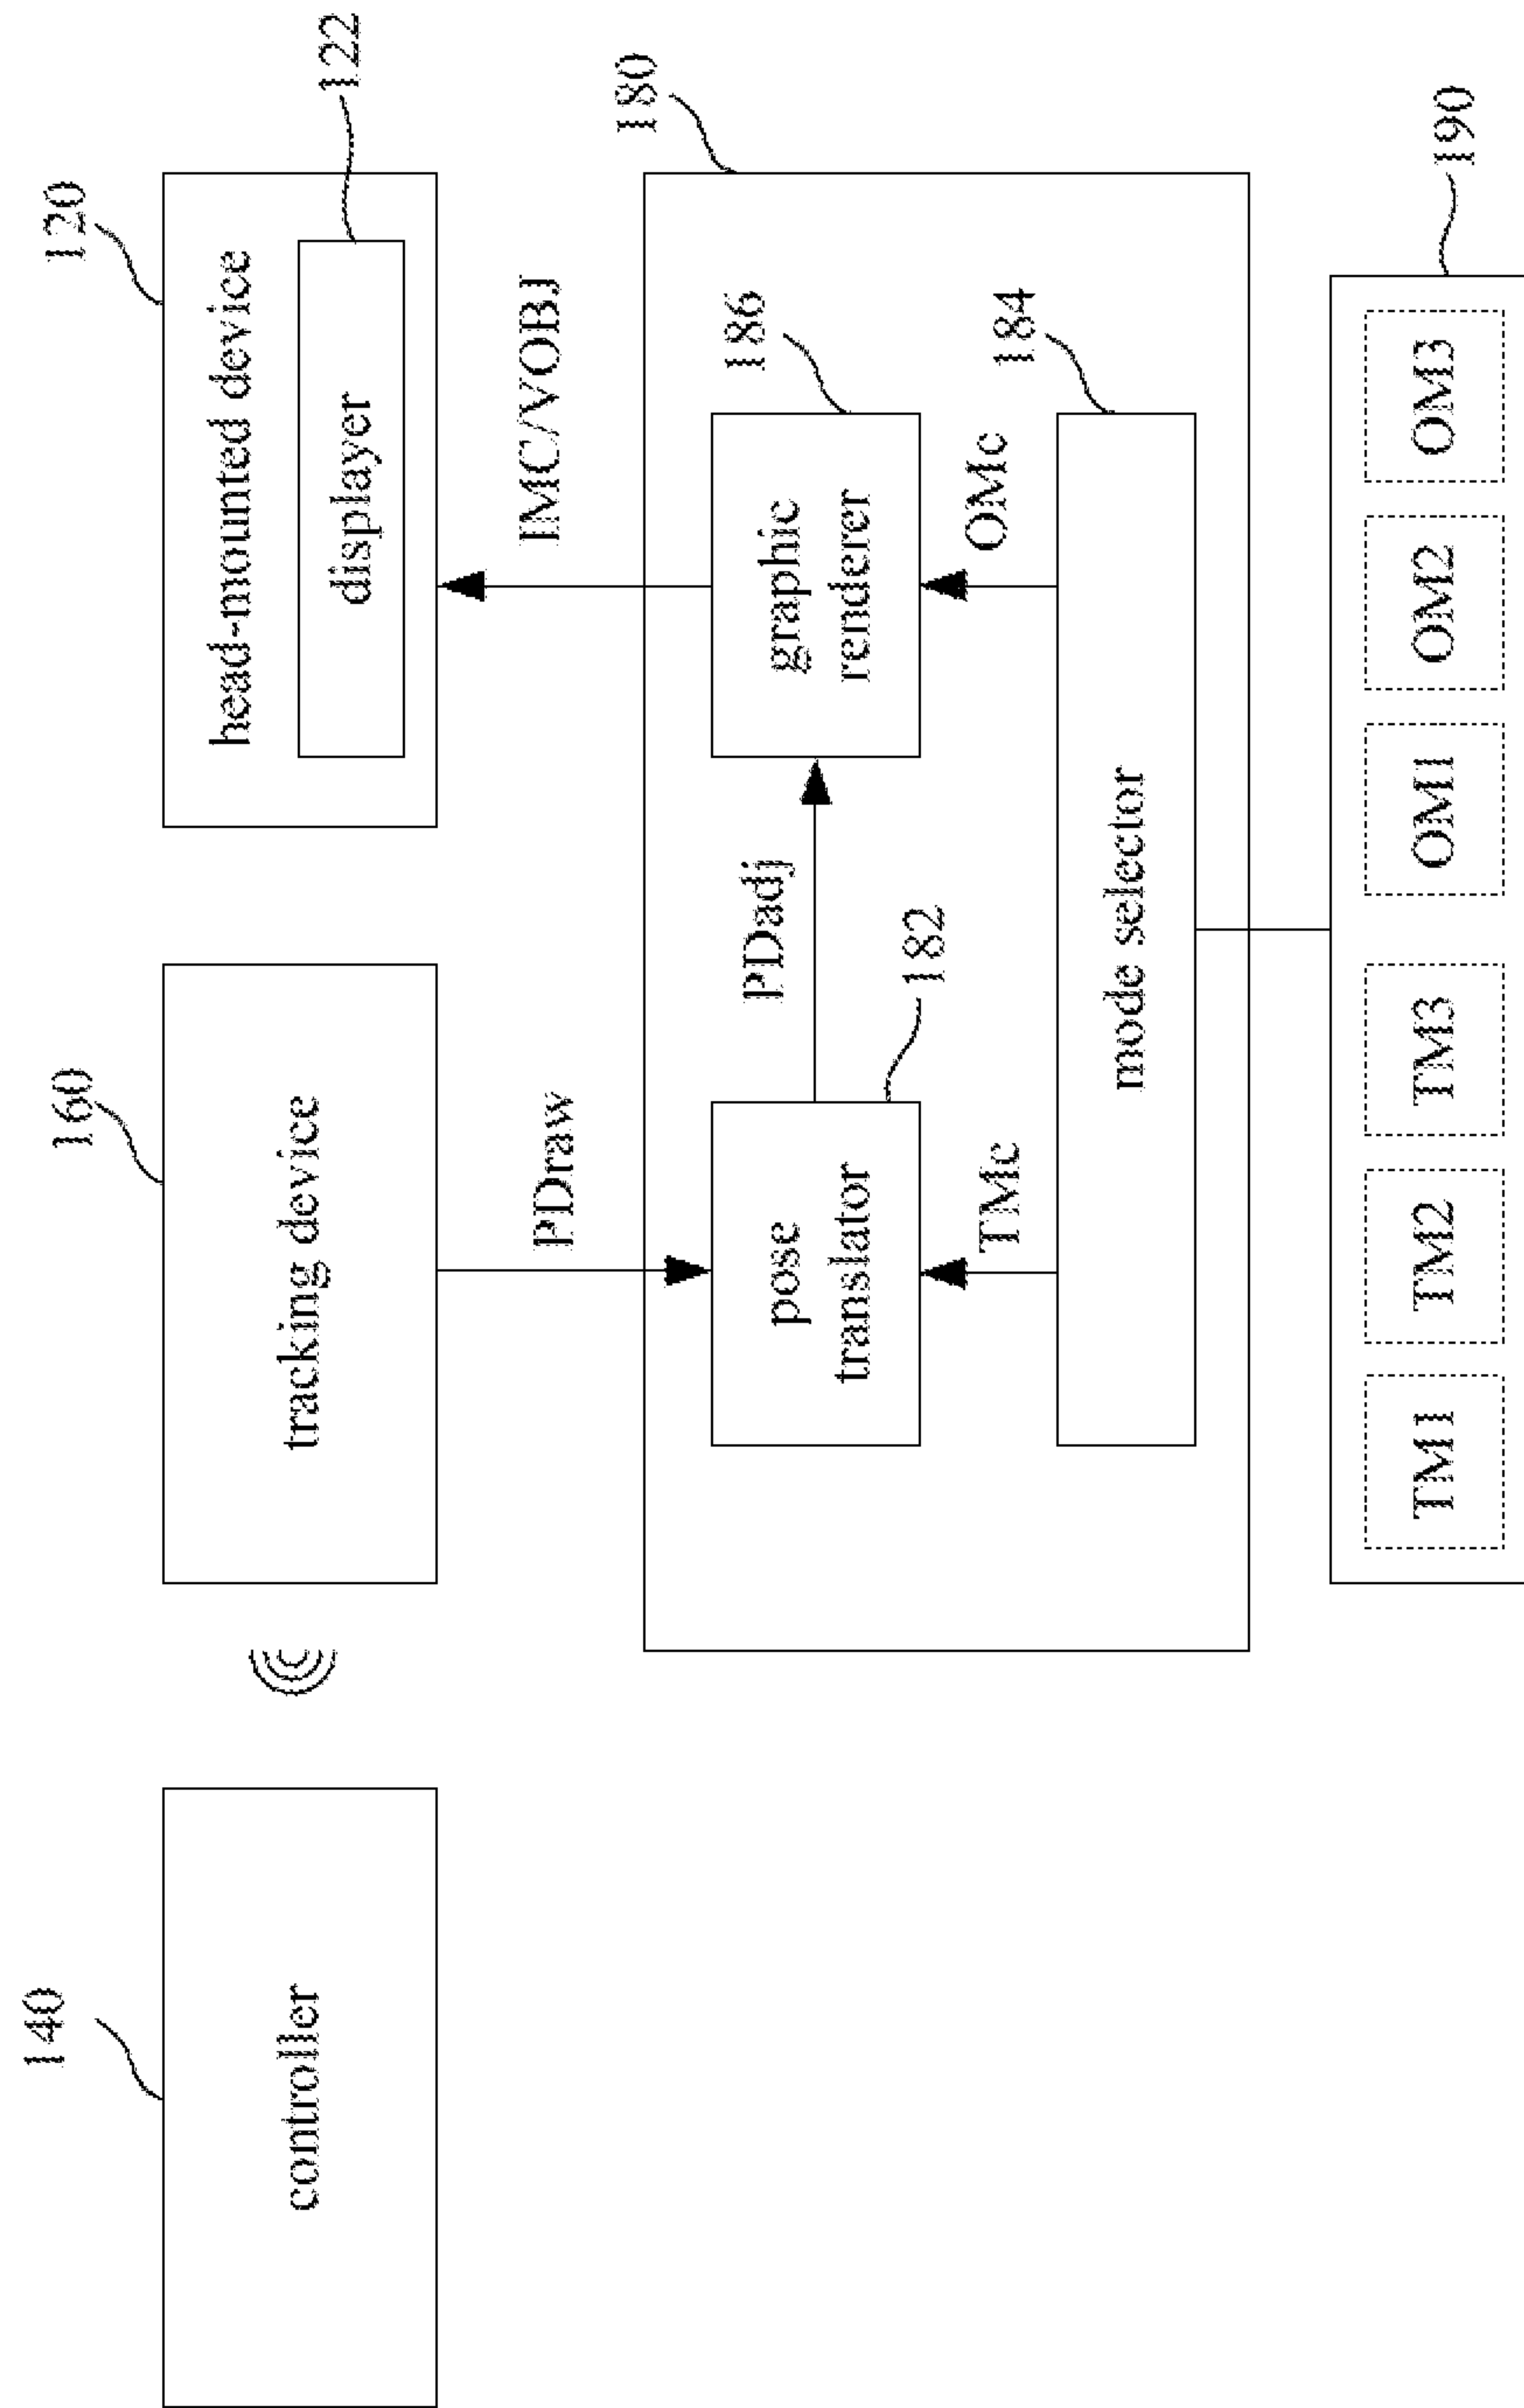 140
controller
160
tracking device
120
head-mounted device
122
displayer
PDraw
IMC/VOBJ
180
pose
translator
182
PDadj
graphic
renderer
186
TMc
OMc
184
mode selector
190
TM1
TM2
TM3
OM1
OM2
OM3